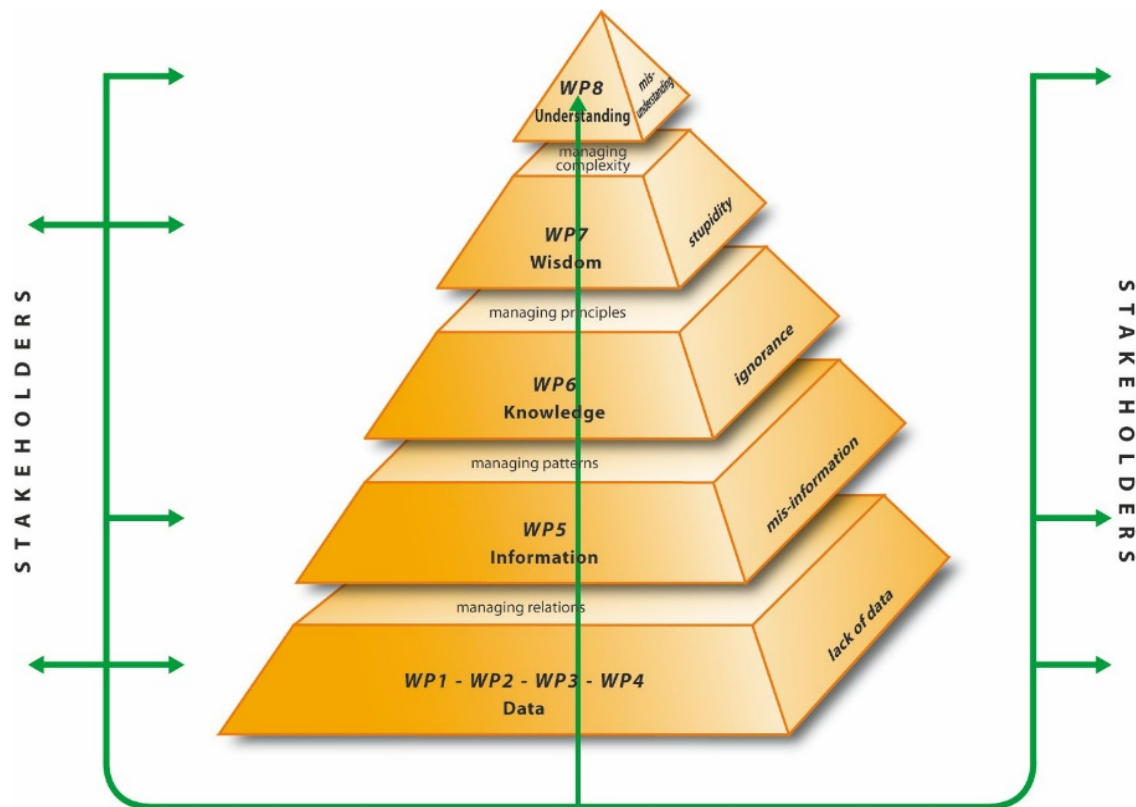 WP8
Understanding
mis-
understanding
managing
complexity
WP7
Wisdom
stupidity
managing principles
WP6
Knowledge
ignorance
managing patterns
WP5
Information
mis-information
managing relations
WP1 - WP2 - WP3 - WP4
Data
lack of data
STAKEHOLDERS
STAKEHOLDERS